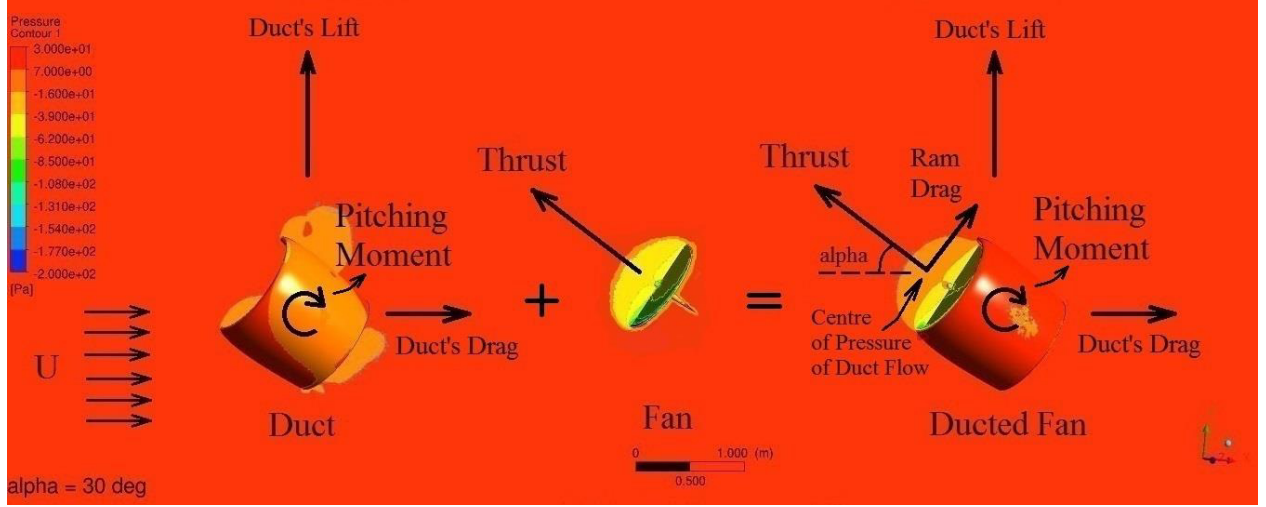 Pressure
Contour 1
3.000e+01
7.000e+00
-1.600e+01
-3.900e+01
-6.200e+01
-8.500e+01
-1.080e+02
-1.310e+02
-1.540e+02
-1.770e+02
-2.000e+02
[Pa]
U
alpha = 30 deg
Duct's Lift
Pitching
Moment
Duct's Drag
Duct
+
Thrust
Fan
0
1.000 (m)
0.500
=
Duct's Lift
Thrust
Ram
Drag
alpha
Pitching
Moment
Centre
of Pressure
of Duct Flow
Duct's Drag
Ducted Fan